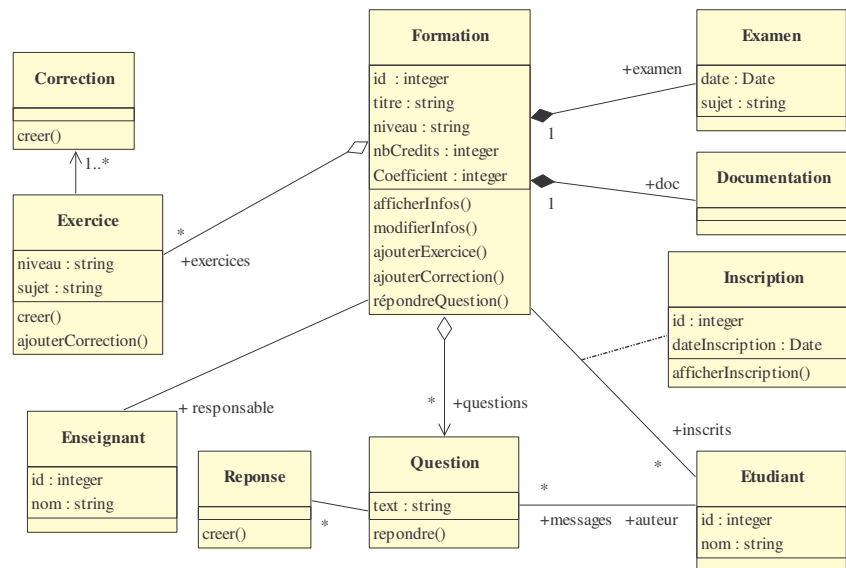 Formation
id : integer
titre : string
niveau : string
nbCredits : integer
Coefficient : integer
afficherInfos()
modifierInfos()
ajouterExercice()
ajouterCorrection()
répondreQuestion()
Examen
date : Date
sujet : string
+examen
1
Correction
creer()
1..*
Documentation
+doc
1
Exercice
niveau : string
sujet : string
creer()
ajouterCorrection()
*
+exercices
Inscription
id : integer
dateInscription : Date
afficherInscription()
+ responsable
* +questions
+inscrits
*
Enseignant
id : integer
nom : string
Reponse
creer()
*
Question
text : string
repondre()
*
+messages +auteur
Etudiant
id : integer
nom : string